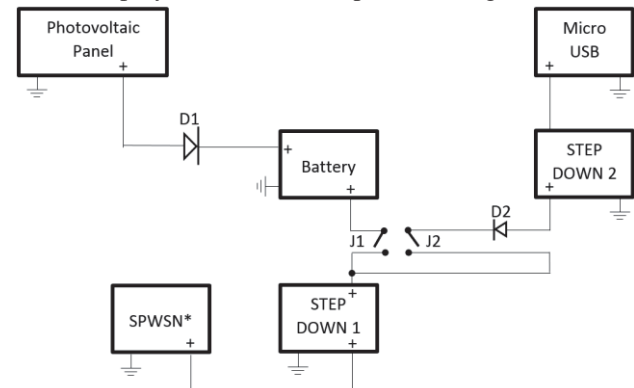 Photovoltaic
Panel
+
Micro
USB
+
D1
+
Battery
+
STEP
DOWN 2
+
D2
J1
J2
SPWSN*
+
+
STEP
DOWN 1
+